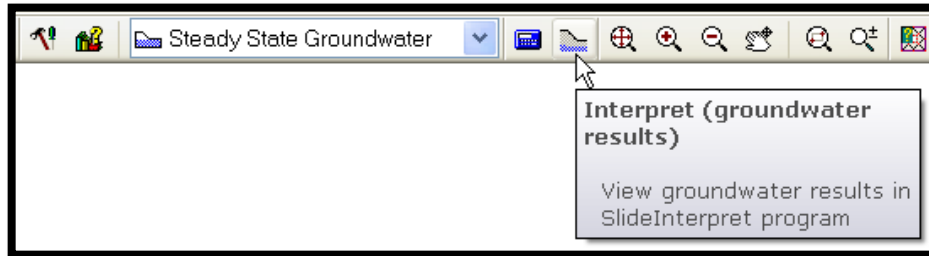 Steady State Groundwater
Interpret (groundwater
results)
View groundwater results in
SlideInterpret program